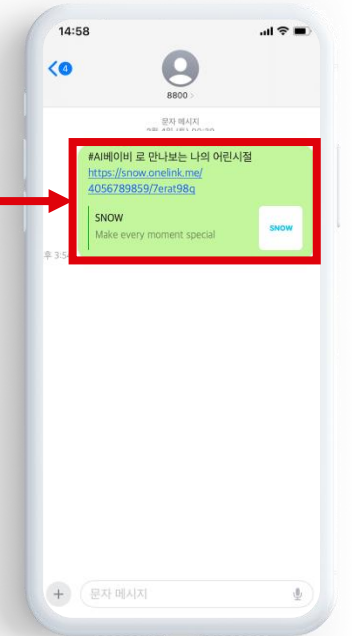 14:58
4
8800
문자 메시지
#AI베이비 로 만나보는 나의 어린시절
https://snow.onelink.me/
4056789859/7erat98q
SNOW
Make every moment special
SNOW
문자 메시지